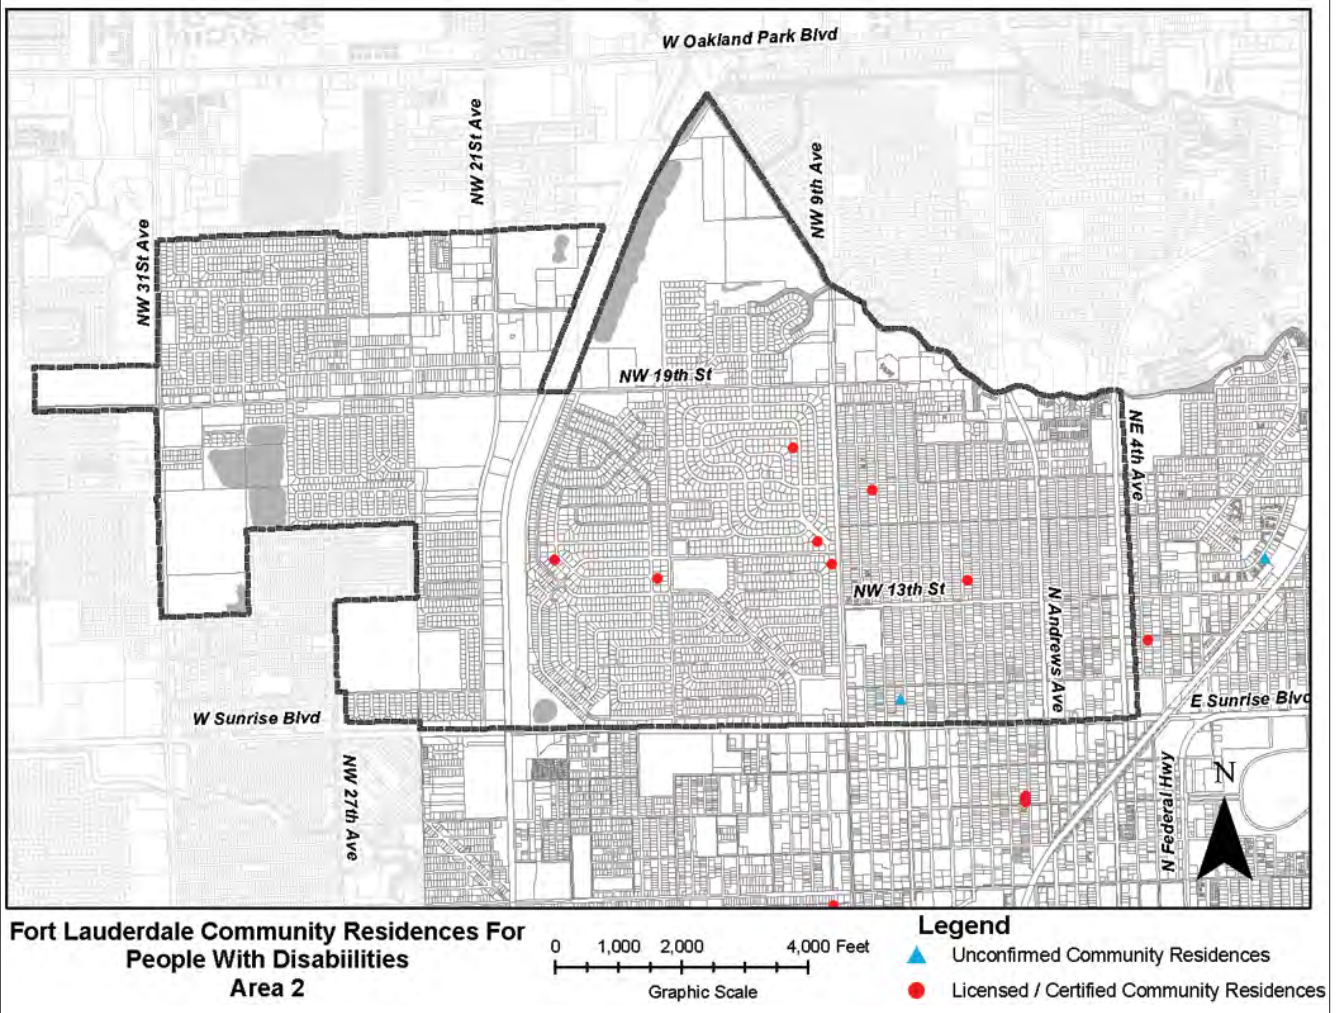 W Oakland Park Blvd
NW 21St Ave
NW 9th Ave
NW 31St Ave
NW 19th St
NE 4th Ave
NW 13th St
N Andrews Ave
E Sunrise Blvd
W Sunrise Blvd
NW 27th Ave
N Federal Hwy
N
Fort Lauderdale Community Residences For
People With Disabiilities
Area 2
0 1,000 2,000 4,000 Feet
Graphic Scale
Legend
Unconfirmed Community Residences
Licensed / Certified Community Residences